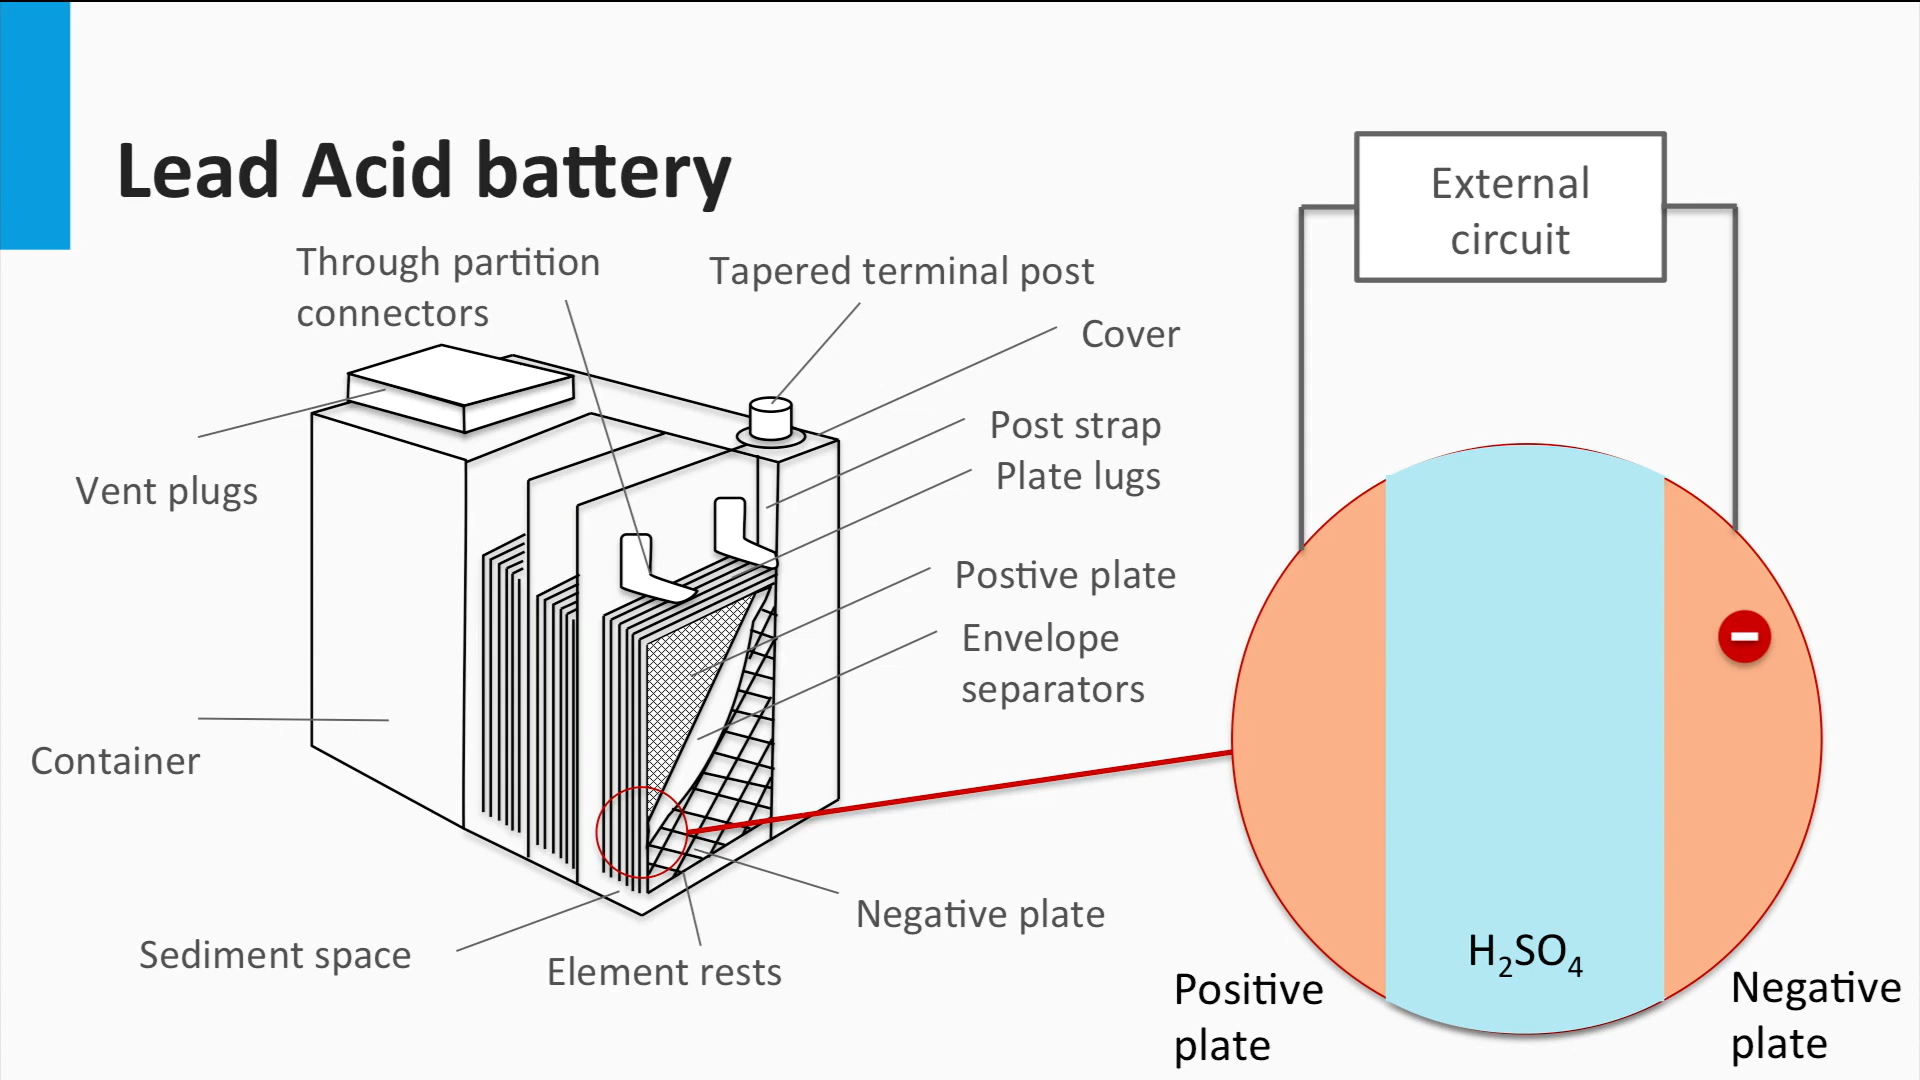 Lead Acid battery
Through partition
connectors
Tapered terminal post
Cover
Post strap
Plate lugs
Vent plugs
Postive plate
Envelope
separators
Container
Negative plate
Sediment space
Element rests
External
circuit
H₂SO₄
Positive
plate
Negative
plate